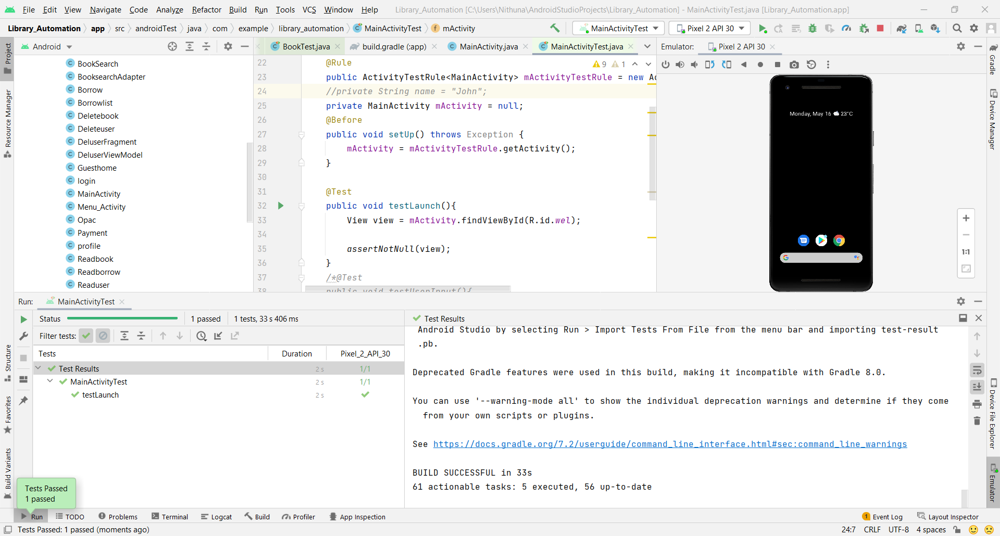 File Edit View Navigate Code Analyze Refactor Build Run Tools VCS Window Help Library_Automation [C:\Users\Nithuna\AndroidStudioProjects\Library_Automation] - MainActivityTest.java [Library_Automation.app]
Library_Automation app src androidTest java com example library_automation MainActivityTest mActivity MainActivityTest Pixel 2 API 30
Android
BookTest.java build.gradle (:app) MainActivity.java MainActivityTest.java
Emulator: Pixel 2 API 30
Project
Resource Manager
Structure
Favorites
Build Variants
BookSearch
BooksearchAdapter
Borrow
Borrowlist
Deletebook
Deleteuser
DeluserFragment
DeluserViewModel
Guesthome
login
MainActivity
Menu_Activity
Opac
Payment
profile
Readbook
Readborrow
Readuser
9 1
22 @Rule
23 public ActivityTestRule<MainActivity> mActivityTestRule = new Ac
24 //private String name = "John";
25 private MainActivity mActivity = null;
26 @Before
27 public void setUp() throws Exception {
28 mActivity = mActivityTestRule.getActivity();
29 }
30
31 @Test
32 public void testLaunch(){
33 View view = mActivity.findViewById(R.id.wel);
34
35 assertNotNull(view);
36 }
37 /*@Test
38 public void testUserInput(){
Monday, May 16 23°C
1:1
Gradle
Device Manager
Device File Explorer
Emulator
Run: MainActivityTest
Status 1 passed 1 tests, 33 s 406 ms
Filter tests:
Tests Duration Pixel_2_API_30
Test Results 2 s 1/1
MainActivityTest 2 s 1/1
testLaunch 2 s
Test Results
Android Studio by selecting Run > Import Tests From File from the menu bar and importing test-result
.pb.
Deprecated Gradle features were used in this build, making it incompatible with Gradle 8.0.
You can use '--warning-mode all' to show the individual deprecation warnings and determine if they come
from your own scripts or plugins.
See https://docs.gradle.org/7.2/userguide/command_line_interface.html#sec:command_line_warnings
BUILD SUCCESSFUL in 33s
61 actionable tasks: 5 executed, 56 up-to-date
Tests Passed
1 passed
Run TODO Problems Terminal Logcat Build Profiler App Inspection 1 Event Log Layout Inspector
Tests Passed: 1 passed (moments ago) 24:7 CRLF UTF-8 4 spaces